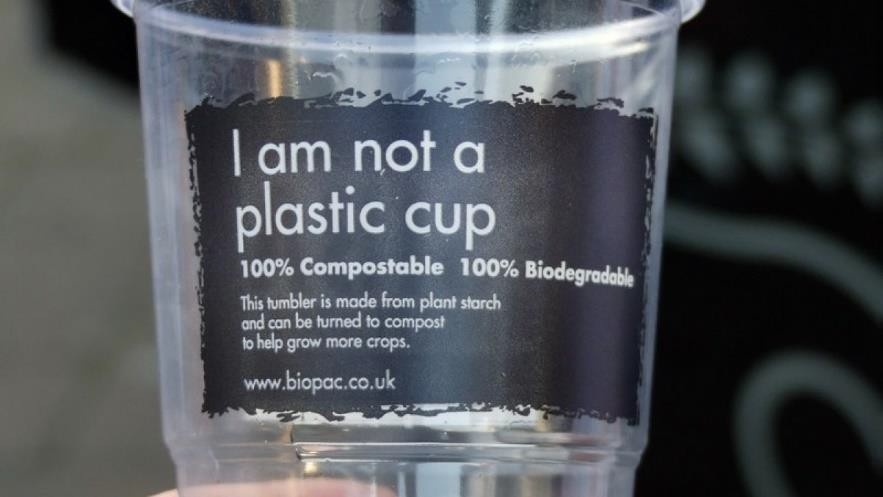 I am not a
plastic cup
100% Compostable 100% Biodegradable
This tumbler is made from plant starch
and can be turned to compost
to help grow more crops.
www.biopac.co.uk